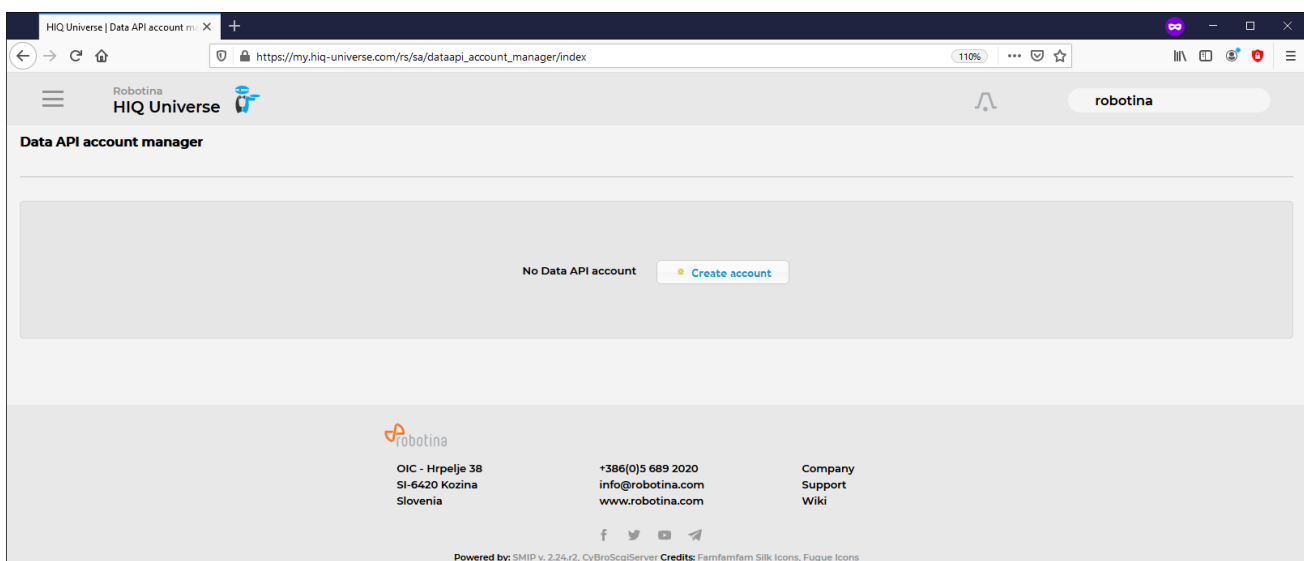 HIQ Universe | Data API account ma
https://my.hiq-universe.com/rs/sa/dataapi_account_manager/index
110%
Robotina
HIQ Universe
robotina
Data API account manager
No Data API account
Create account
robotina
OIC - Hrpelje 38
+386(0)5 689 2020
Company
SI-6420 Kozina
info@robotina.com
Support
Slovenia
www.robotina.com
Wiki
Powered by: SMIP v. 2.24.r2, CyBroScgiServer Credits: Famfamfam Silk Icons, Fugue Icons